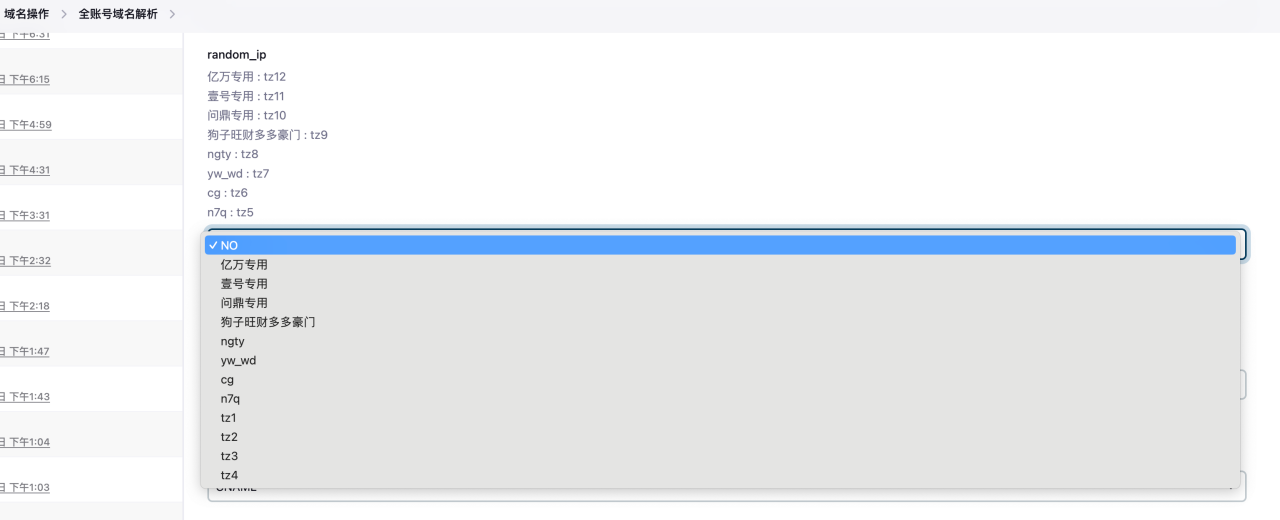 域名操作 > 全账号域名解析 >
日 下午6:31
日 下午6:15
日 下午4:59
日 下午4:31
日 下午3:31
日 下午2:32
日 下午2:18
日 下午1:47
日 下午1:43
日 下午1:04
日 下午1:03
random_ip
亿万专用 : tz12
壹号专用 : tz11
问鼎专用 : tz10
狗子旺财多多豪门 : tz9
ngty : tz8
yw_wd : tz7
cg : tz6
n7q : tz5
✓ NO
亿万专用
壹号专用
问鼎专用
狗子旺财多多豪门
ngty
yw_wd
cg
n7q
tz1
tz2
tz3
tz4
CNAME